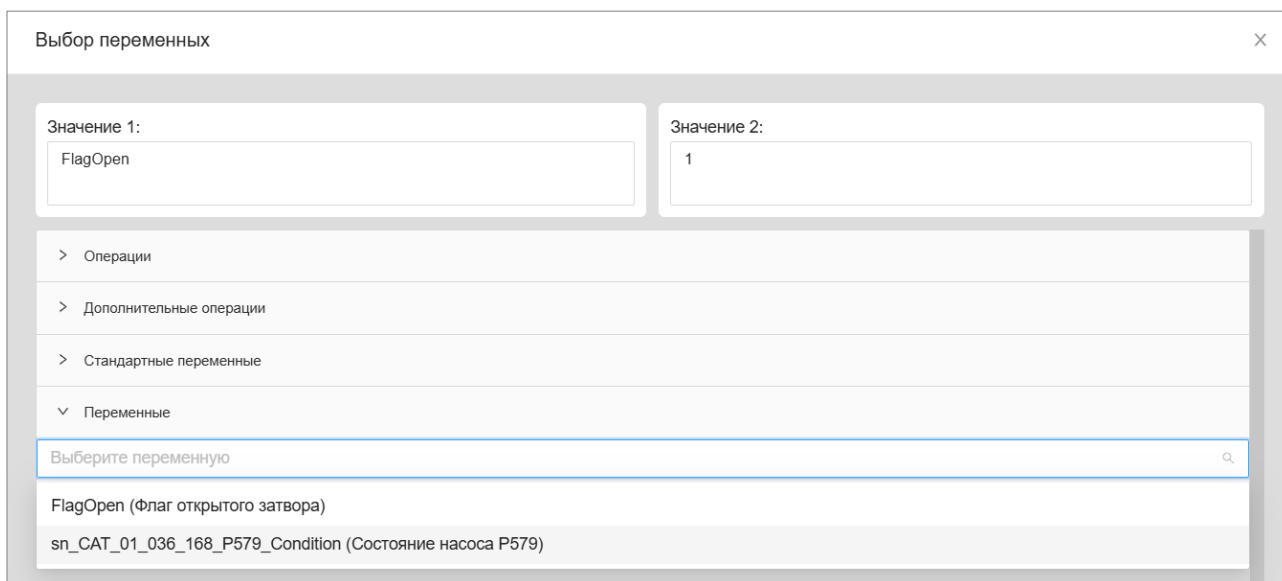 Выбор переменных
Значение 1:
FlagOpen
Значение 2:
1
Операции
Дополнительные операции
Стандартные переменные
Переменные
Выберите переменную
FlagOpen (Флаг открытого затвора)
sn_CAT_01_036_168_P579_Condition (Состояние насоса P579)